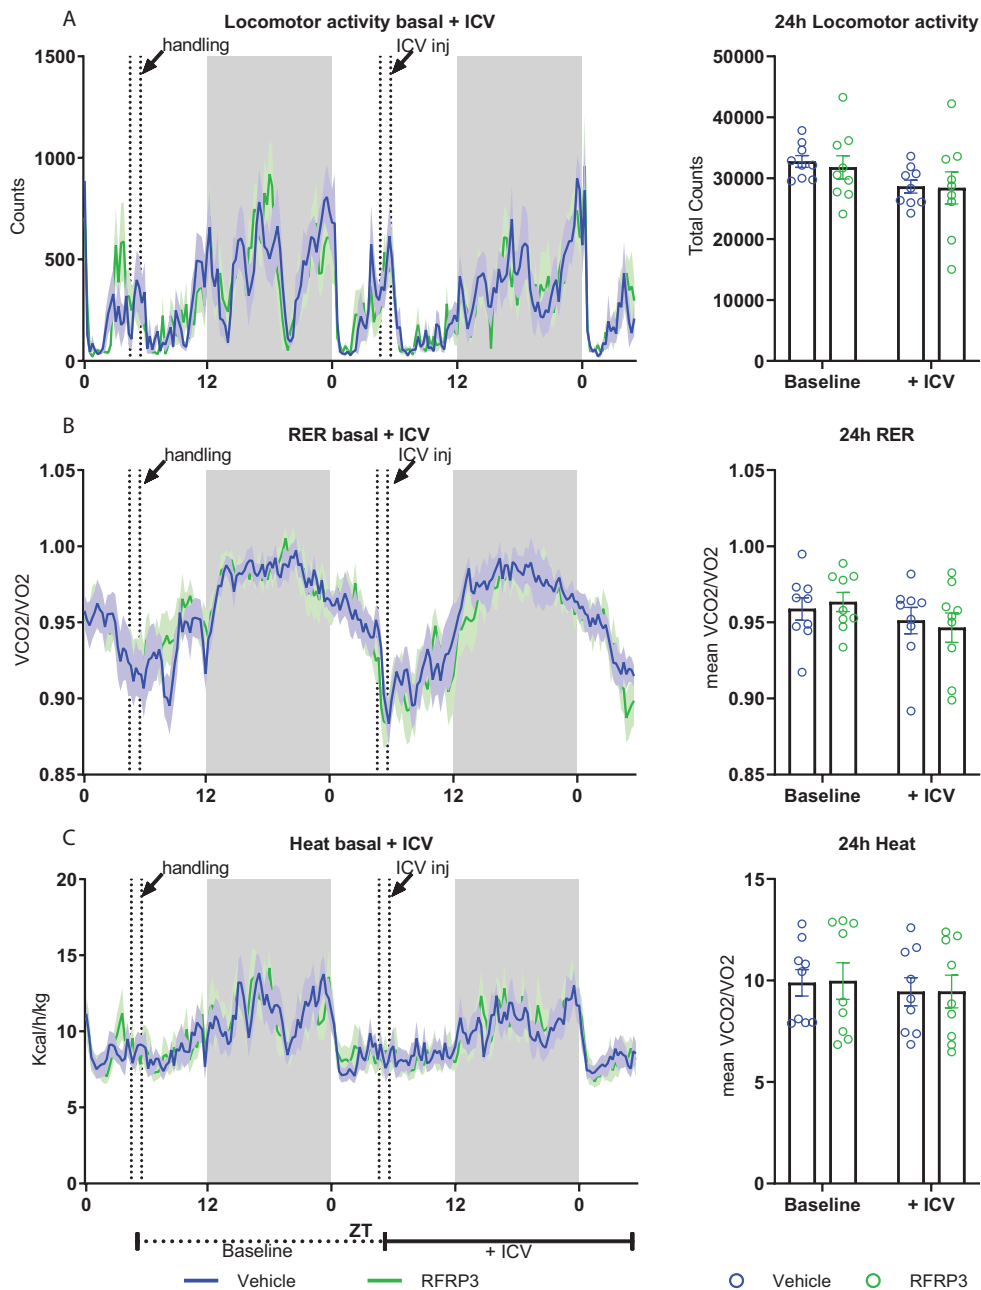 A
Locomotor activity basal + ICV
24h Locomotor activity
handling
ICV inj
1500
1000
500
0
Counts
0
12
0
12
0
50000
40000
30000
20000
10000
0
Total Counts
Baseline
+ ICV
B
RER basal + ICV
24h RER
handling
ICV inj
1.05
1.00
0.95
0.90
0.85
VCO2/VO2
0
12
0
12
0
1.05
1.00
0.95
0.90
0.85
mean VCO2/VO2
Baseline
+ ICV
C
Heat basal + ICV
24h Heat
handling
ICV inj
20
15
10
5
0
Kcal/h/kg
0
12
0
12
0
15
10
5
0
mean VCO2/VO2
Baseline
+ ICV
ZT
Baseline
+ ICV
Vehicle
RFRP3
Vehicle
RFRP3